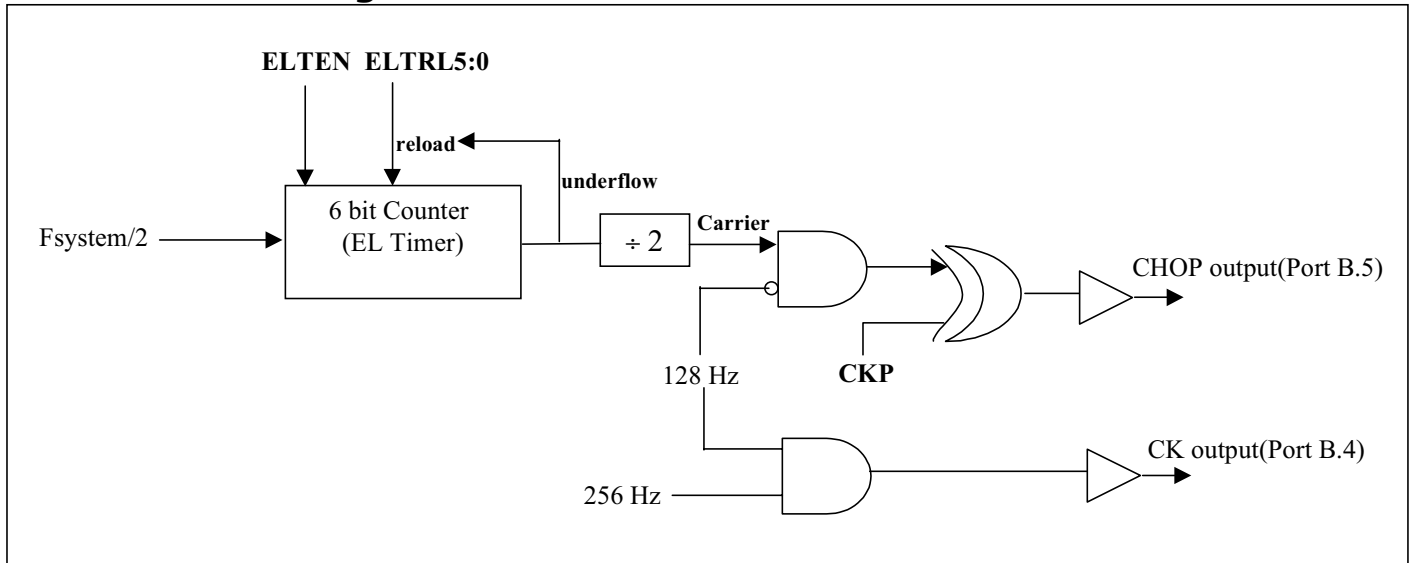 ELTEN ELTRL5:0
reload
underflow
6 bit Counter
(EL Timer)
Fsystem/2
÷ 2
Carrier
CHOP output(Port B.5)
128 Hz
CKP
CK output(Port B.4)
256 Hz